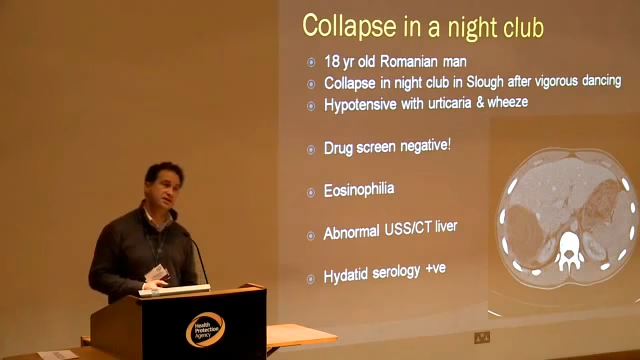 Collapse in a night club
18 yr old Romanian man
Collapse in night club in Slough after vigorous dancing
Hypotensive with urticaria & wheeze
Drug screen negative!
Eosinophilia
Abnormal USS/CT liver
Hydatid serology +ve
Health
Protection
Agency